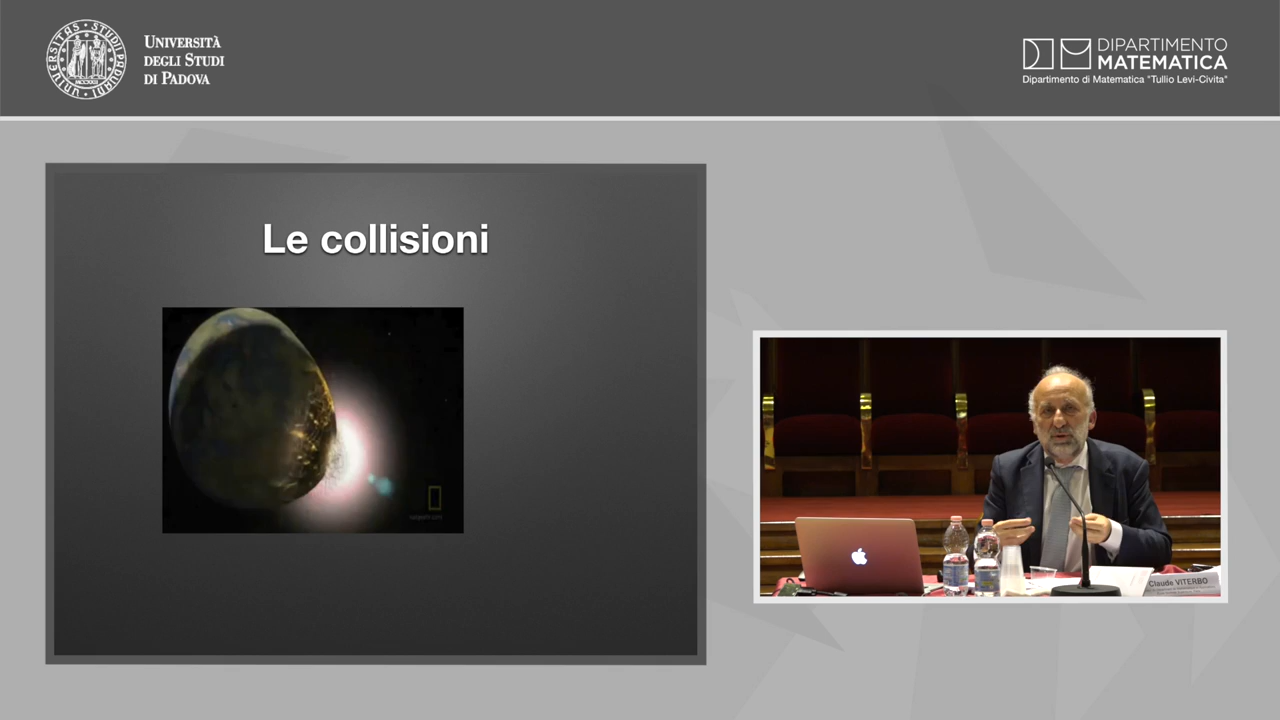 UNIVERSITÀ
DEGLI STUDI
DI PADOVA
DIPARTIMENTO
MATEMATICA
Dipartimento di Matematica "Tullio Levi-Civita"
Le collisioni
Claude VITERBO